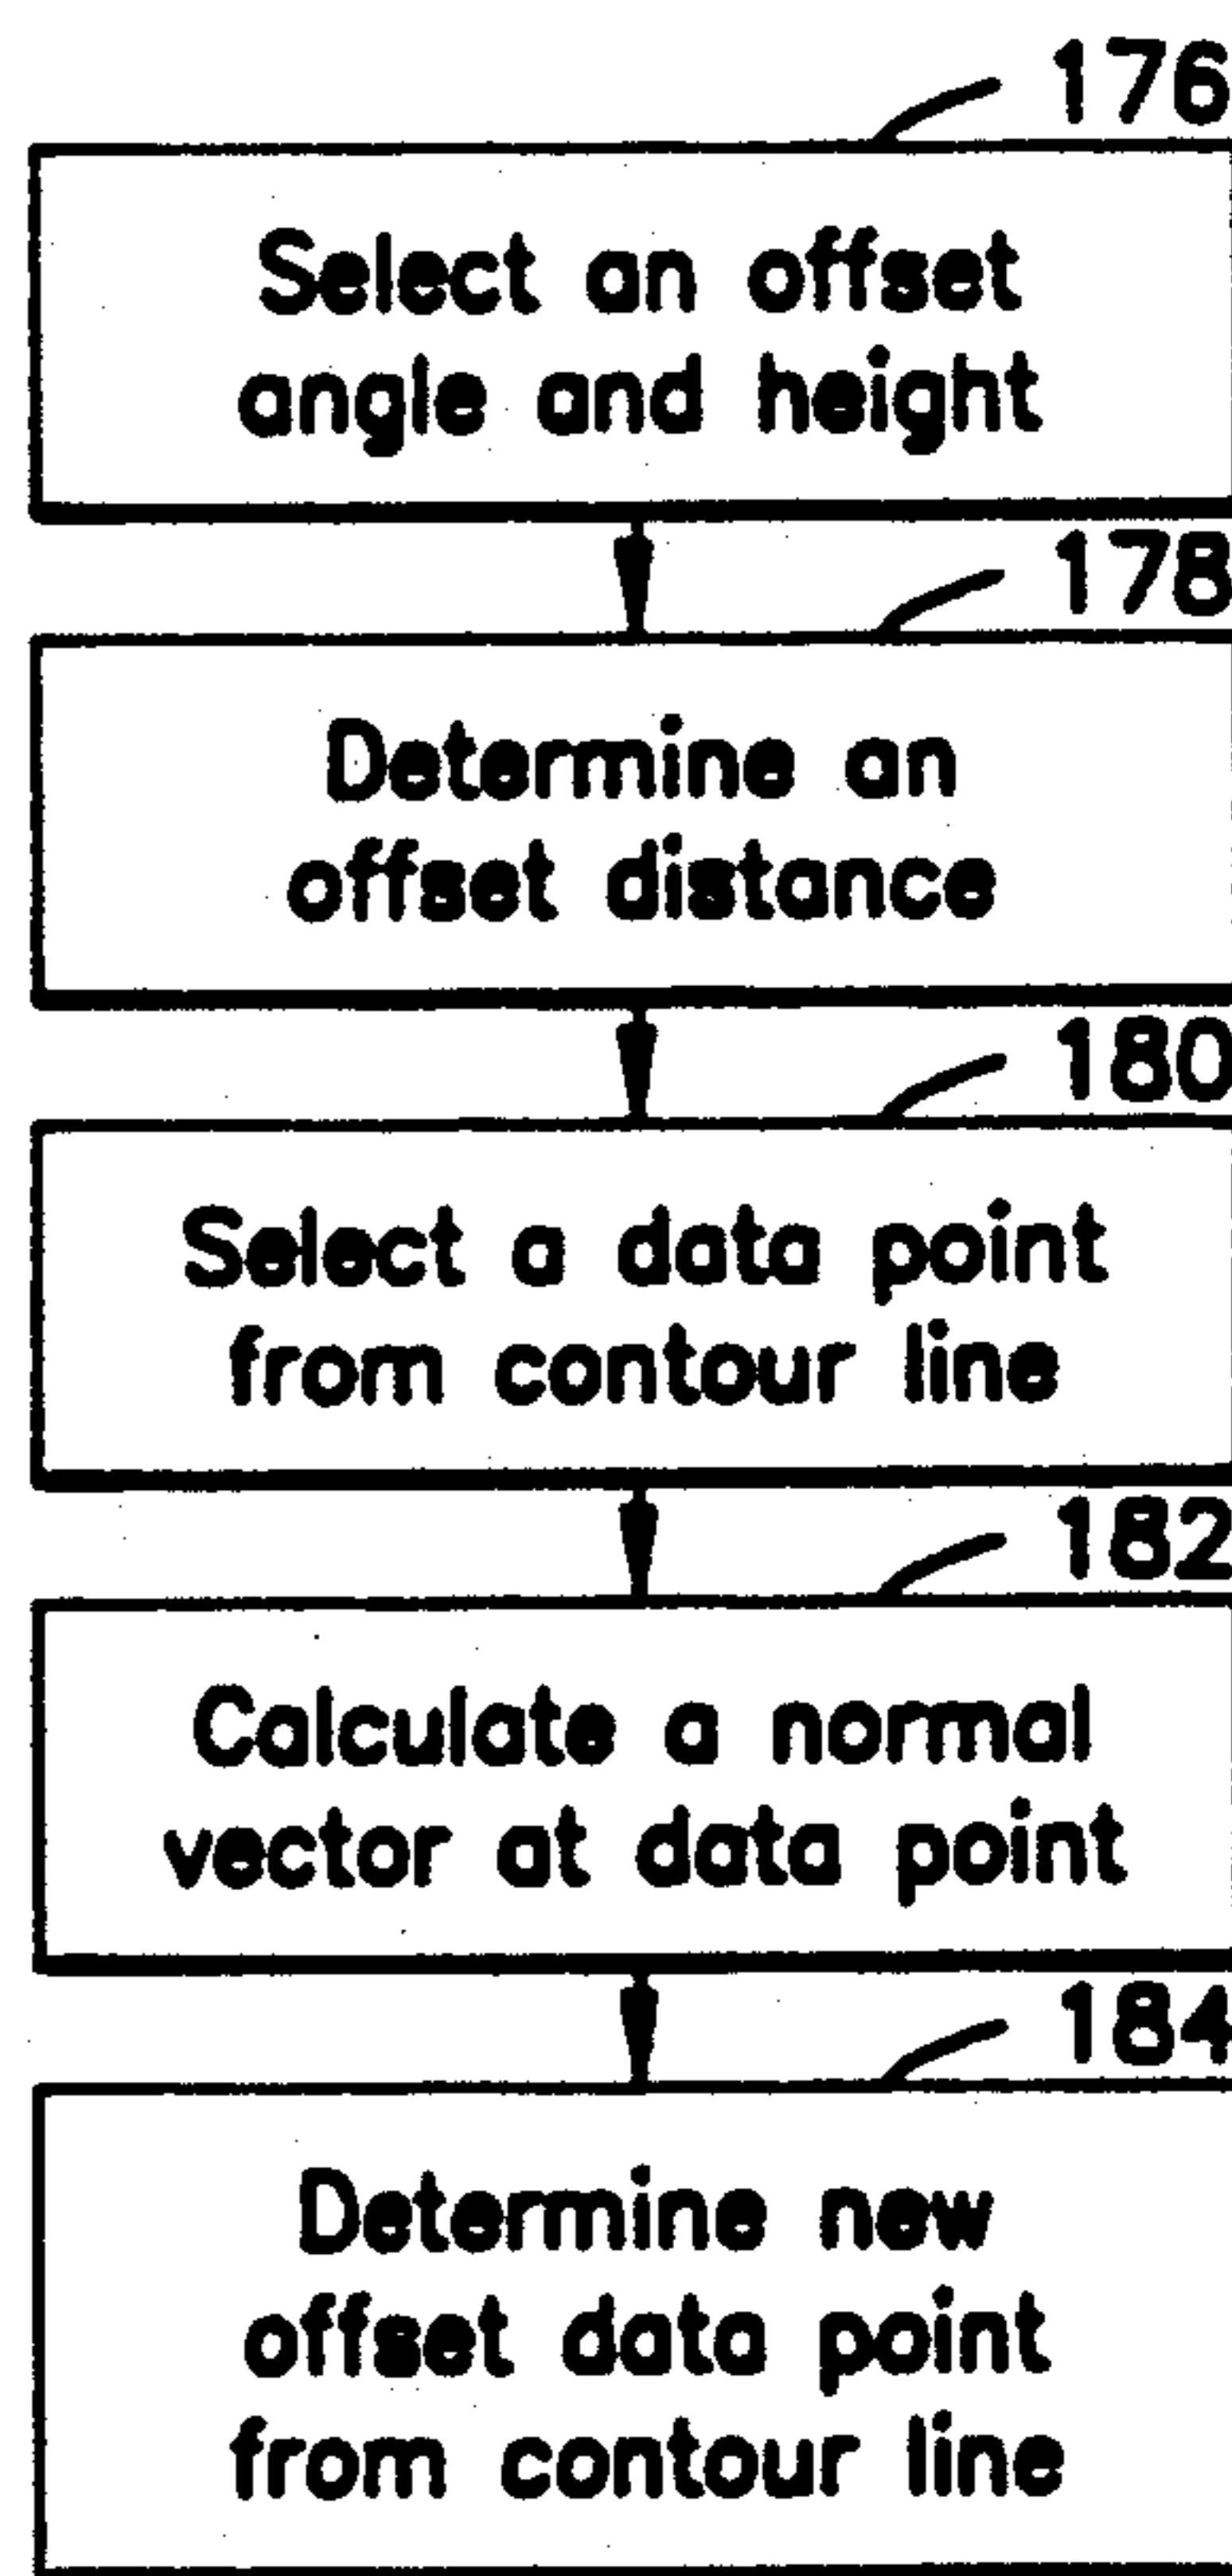 176
Select an offset
angle and height
178
Determine an
offset distance
180
Select a data point
from contour line
182
Calculate a normal
vector at data point
184
Determine new
offset data point
from contour line